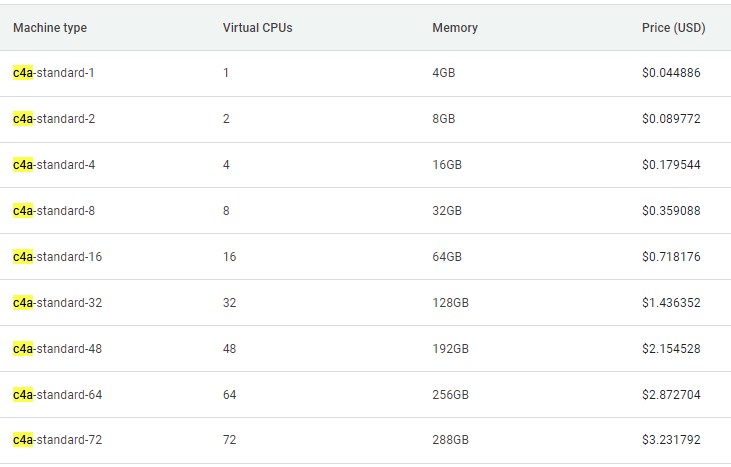 Machine type Virtual CPUs Memory Price (USD)
c4a-standard-1 1 4GB $0.044886
c4a-standard-2 2 8GB $0.089772
c4a-standard-4 4 16GB $0.179544
c4a-standard-8 8 32GB $0.359088
c4a-standard-16 16 64GB $0.718176
c4a-standard-32 32 128GB $1.436352
c4a-standard-48 48 192GB $2.154528
c4a-standard-64 64 256GB $2.872704
c4a-standard-72 72 288GB $3.231792